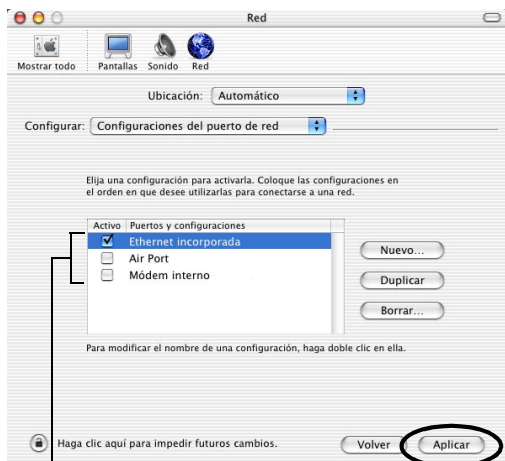 Red
Mostrar todo Pantallas Sonido Red
Ubicación: Automático
Configurar: Configuraciones del puerto de red
Elija una configuración para activarla. Coloque las configuraciones en
el orden en que desee utilizarlas para conectarse a una red.
Activo Puertos y configuraciones
Ethernet incorporada
Air Port
Módem interno
Nuevo...
Duplicar
Borrar...
Para modificar el nombre de una configuración, haga doble clic en ella.
Haga clic aquí para impedir futuros cambios.
Volver Aplicar